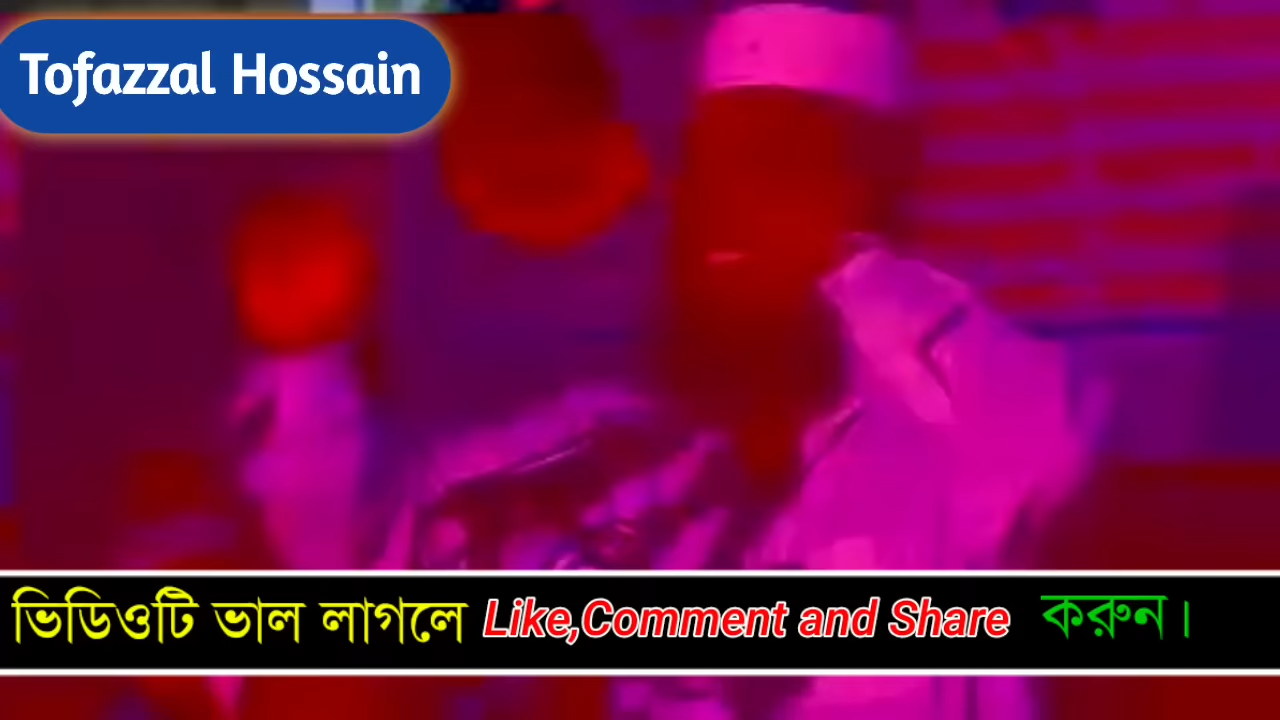 Tofazzal Hossain
ভিডিওটি ভাল লাগলে Like,Comment and Share করুন।